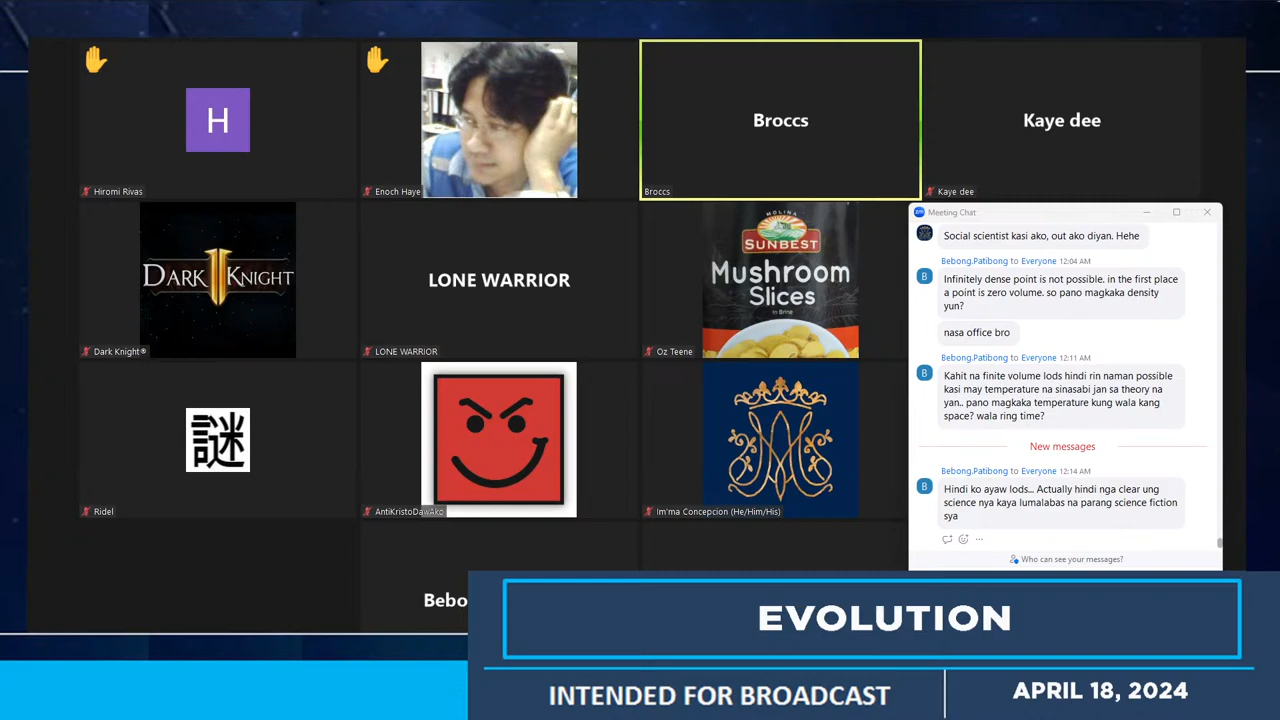 H
Hiromi Rivas
Enoch Haye
Broccs
Broccs
Kaye dee
Kaye dee
DARK KNIGHT
Dark Knight®
LONE WARRIOR
LONE WARRIOR
MOLINA
SUNBEST
Mushroom
Slices
in Brine
Oz Teene
謎
Ridel
AntiKristoDawAko
Im'ma Concepcion (He/Him/His)
Bebo
zm
Meeting Chat
Social scientist kasi ako, out ako diyan. Hehe
Bebong.Patibong to Everyone 12:04 AM
B
Infinitely dense point is not possible. in the first place
a point is zero volume. so pano magkaka density
yun?
nasa office bro
Bebong.Patibong to Everyone 12:11 AM
B
Kahit na finite volume lods hindi rin naman possible
kasi may temperature na sinasabi jan sa theory na
yan.. pano magkaka temperature kung wala kang
space? wala ring time?
New messages
Bebong.Patibong to Everyone 12:14 AM
B
Hindi ko ayaw lods... Actually hindi nga clear ung
science nya kaya lumalabas na parang science fiction
sya
Who can see your messages?
EVOLUTION
INTENDED FOR BROADCAST
APRIL 18, 2024